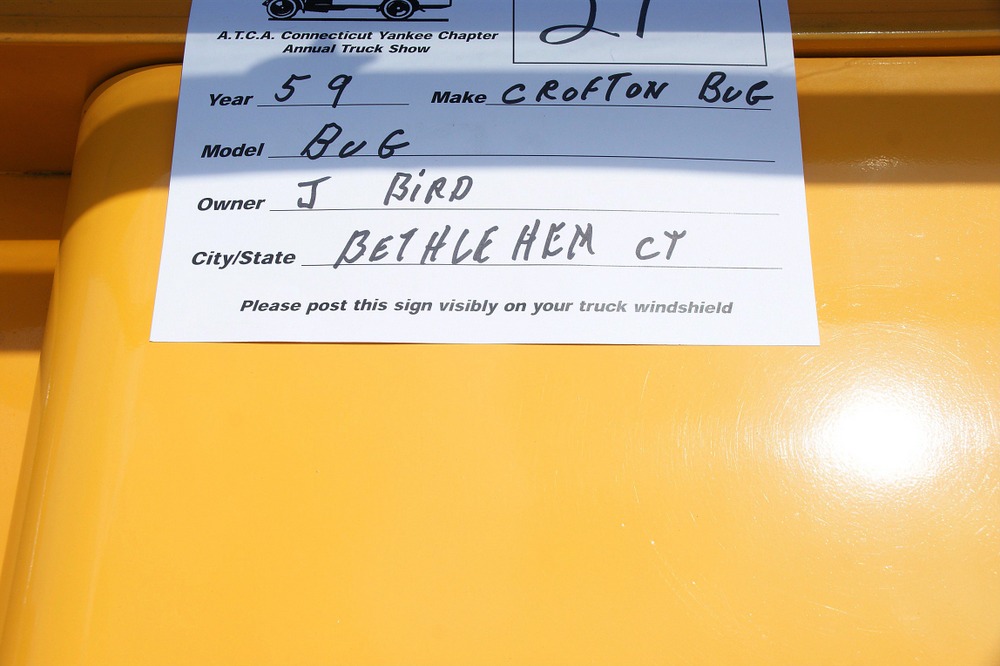 A.T.C.A. Connecticut Yankee Chapter
Annual Truck Show
21
Year 59 Make CROFTON BUG
Model BUG
Owner J BIRD
City/State BETHLEHEM CT
Please post this sign visibly on your truck windshield